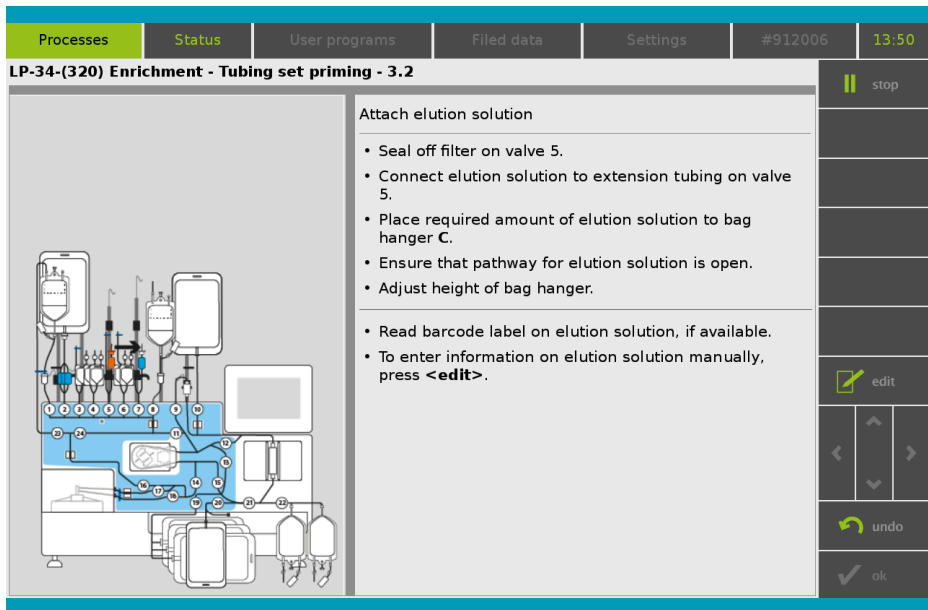 Processes
Status
User programs
Filed data
Settings
#912006
13:50
LP-34-(320) Enrichment - Tubing set priming - 3.2
stop
Attach elution solution
• Seal off filter on valve 5.
• Connect elution solution to extension tubing on valve
5.
• Place required amount of elution solution to bag
hanger C.
• Ensure that pathway for elution solution is open.
• Adjust height of bag hanger.
• Read barcode label on elution solution, if available.
• To enter information on elution solution manually,
press <edit>.
edit
undo
ok
1 2 3 4 5 6 7 8 9 10
23 24 11
12
13
14 15
16 17 18
19 20 21 22